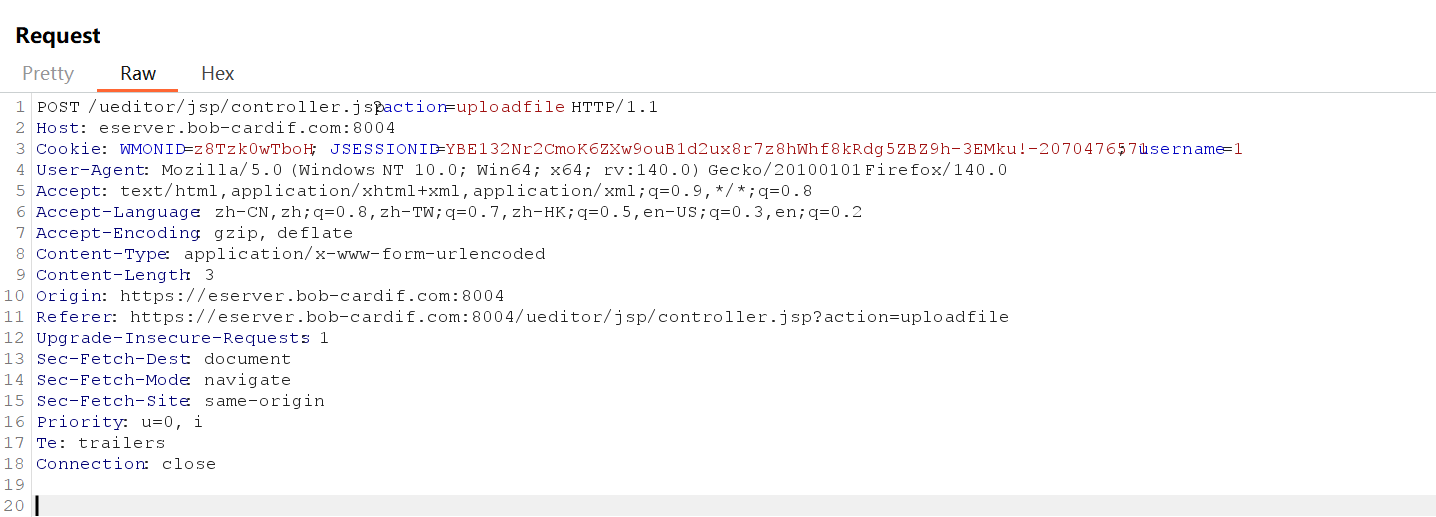 Request
Pretty Raw Hex
1 POST /ueditor/jsp/controller.jsp?action=uploadfile HTTP/1.1
2 Host: eserver.bob-cardif.com:8004
3 Cookie: WMONID=z8Tzk0wTboH; JSESSIONID=YBE132Nr2CmoK6ZXw9ouB1d2ux8r7z8hWhf8kRdg5ZBZ9h-3EMku!-2070476571; username=1
4 User-Agent: Mozilla/5.0 (Windows NT 10.0; Win64; x64; rv:140.0) Gecko/20100101 Firefox/140.0
5 Accept: text/html,application/xhtml+xml,application/xml;q=0.9,*/*;q=0.8
6 Accept-Language: zh-CN,zh;q=0.8,zh-TW;q=0.7,zh-HK;q=0.5,en-US;q=0.3,en;q=0.2
7 Accept-Encoding: gzip, deflate
8 Content-Type: application/x-www-form-urlencoded
9 Content-Length: 3
10 Origin: https://eserver.bob-cardif.com:8004
11 Referer: https://eserver.bob-cardif.com:8004/ueditor/jsp/controller.jsp?action=uploadfile
12 Upgrade-Insecure-Requests: 1
13 Sec-Fetch-Dest: document
14 Sec-Fetch-Mode: navigate
15 Sec-Fetch-Site: same-origin
16 Priority: u=0, i
17 Te: trailers
18 Connection: close
19
20